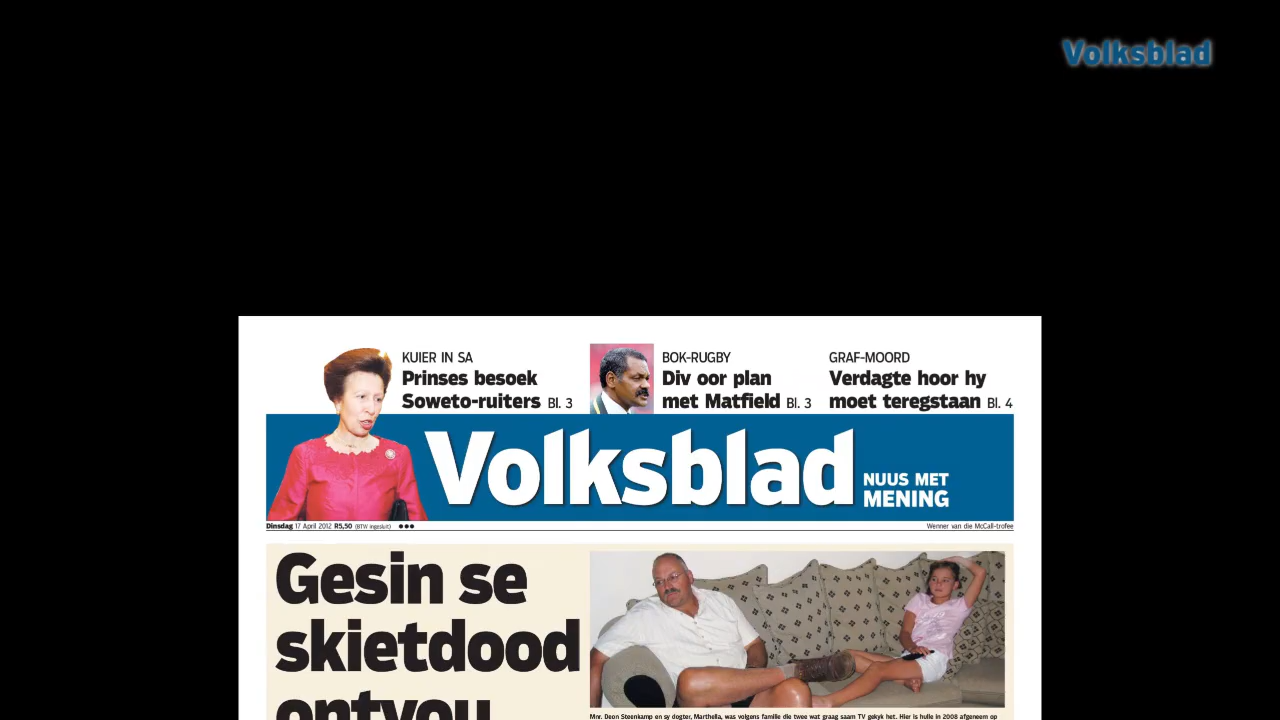 Volksblad
KUIER IN SA
Prinses besoek
Soweto-ruiters Bl. 3
BOK-RUGBY
Div oor plan
met Matfield Bl. 3
GRAF-MOORD
Verdagte hoor hy
moet teregstaan Bl. 4
Volksblad
NUUS MET
MENING
Dinsdag 17 April 2012 R5,50 (BTW ingesluit)
Wenner van die McCall-trofee
Gesin se
skietdood
ontvou
Mnr. Deon Steenkamp en sy dogter, Marthella, was volgens familie die twee wat graag saam TV gekyk het. Hier is hulle in 2008 afgeneem op